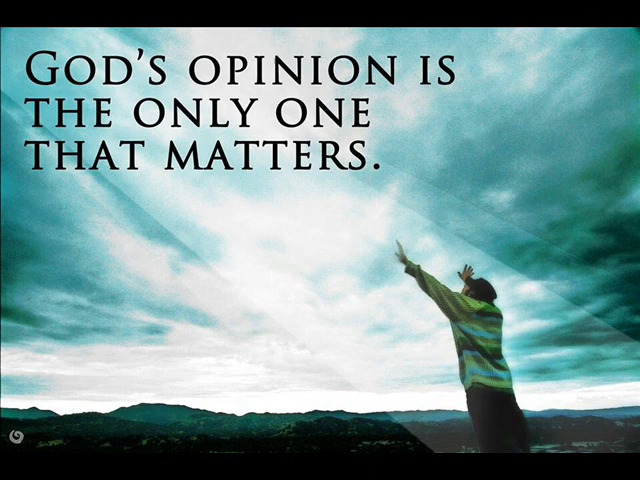 God's opinion is
the only one
that matters.